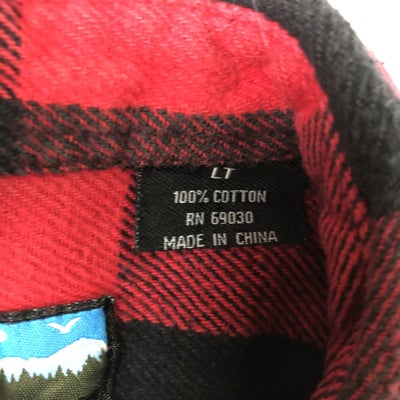 LT
100% COTTON
RN 69030
MADE IN CHINA